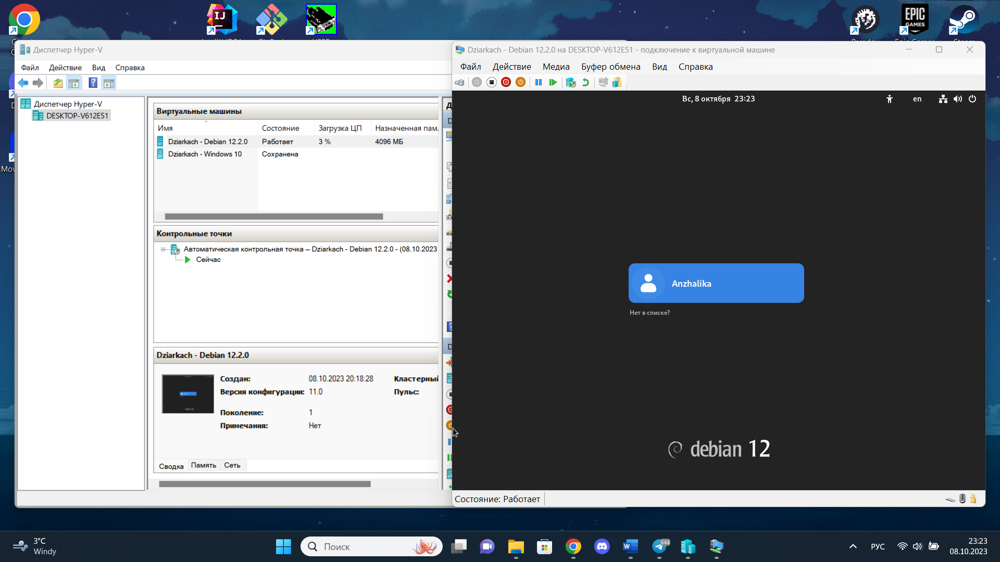 IJ
EPIC
GAMES
Диспетчер Hyper-V
Файл Действие Вид Справка
Диспетчер Hyper-V
DESKTOP-V612E51
Виртуальные машины
Имя Состояние Загрузка ЦП Назначенная пам.
Dziarkach - Debian 12.2.0 Работает 3 % 4096 МБ
Dziarkach - Windows 10 Сохранена
Контрольные точки
Автоматическая контрольная точка – Dziarkach - Debian 12.2.0 - (08.10.2023
Сейчас
Dziarkach - Debian 12.2.0
Создан: 08.10.2023 20:18:28 Кластерный
Версия конфигурации: 11.0 Пульс:
Поколение: 1
Примечания: Нет
Сводка Память Сеть
Dziarkach - Debian 12.2.0 на DESKTOP-V612E51 - подключение к виртуальной машине
Файл Действие Медиа Буфер обмена Вид Справка
Вс, 8 октября 23:23
en
Anzhalika
Нет в списке?
debian 12
Состояние: Работает
3°C
Windy
Поиск
644
РУС
23:23
08.10.2023